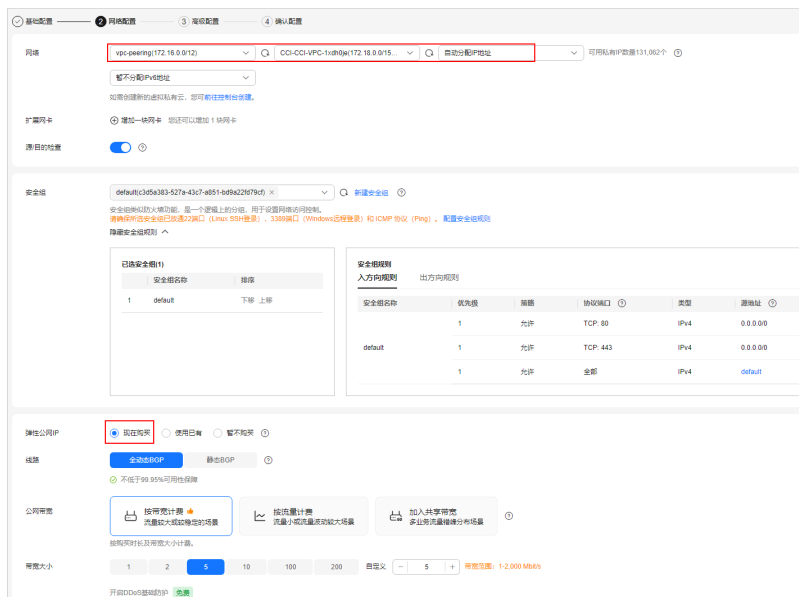 基础配置 2 网络配置 3 高级配置 4 确认配置
网络 vpc-peering(172.16.0.0/12) CCI-CCI-VPC-1xdh0je(172.18.0.0/15... 自动分配IP地址 可用私有IP数量131,062个
暂不分配IPv6地址
如需创建新的虚拟私有云，您可前往控制台创建。
扩展网卡 增加一块网卡 您还可以增加 1 块网卡
源/目的检查
安全组 default(c3d5a383-527a-43c7-a851-bd9a22fd79cf) × 新建安全组
安全组类似防火墙功能，是一个逻辑上的分组，用于设置网络访问控制。
请确保所选安全组已放通22端口（Linux SSH登录），3389端口（Windows远程登录）和 ICMP 协议（Ping）。 配置安全组规则
隐藏安全组规则
已选安全组(1)
安全组名称 排序
1 default 下移 上移
安全组规则
入方向规则 出方向规则
安全组名称 优先级 策略 协议端口 类型 源地址
1 允许 TCP: 80 IPv4 0.0.0.0/0
default 1 允许 TCP: 443 IPv4 0.0.0.0/0
1 允许 全部 IPv4 default
弹性公网IP 现在购买 使用已有 暂不购买
线路 全动态BGP 静态BGP
不低于99.95%可用性保障
公网带宽 按带宽计费 按流量计费 加入共享带宽
流量较大或较稳定的场景 流量小或流量波动较大场景 多业务流量错峰分布场景
按购买时长及带宽大小计费。
带宽大小 1 2 5 10 100 200 自定义 − 5 + 带宽范围：1-2,000 Mbit/s
开启DDoS基础防护 免费